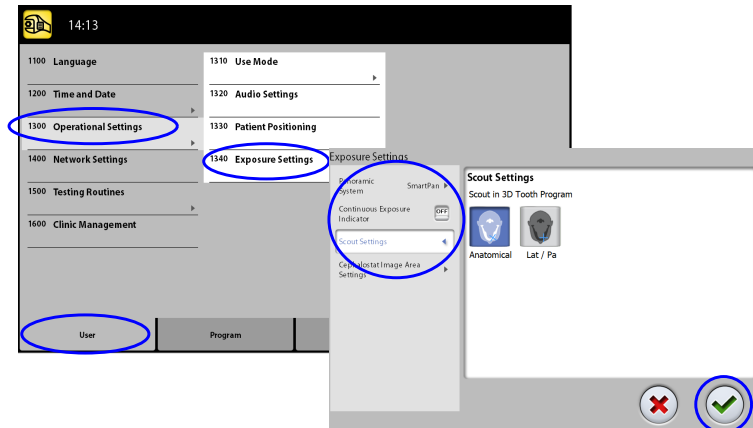 14:13
1100 Language
1200 Time and Date
1300 Operational Settings
1400 Network Settings
1500 Testing Routines
1600 Clinic Management
1310 Use Mode
1320 Audio Settings
1330 Patient Positioning
1340 Exposure Settings
User
Program
Exposure Settings
Panoramic
System
SmartPan
Continuous Exposure
Indicator
OFF
Scout Settings
Cephalostat Image Area
Settings
Scout Settings
Scout in 3D Tooth Program
Anatomical
Lat / Pa